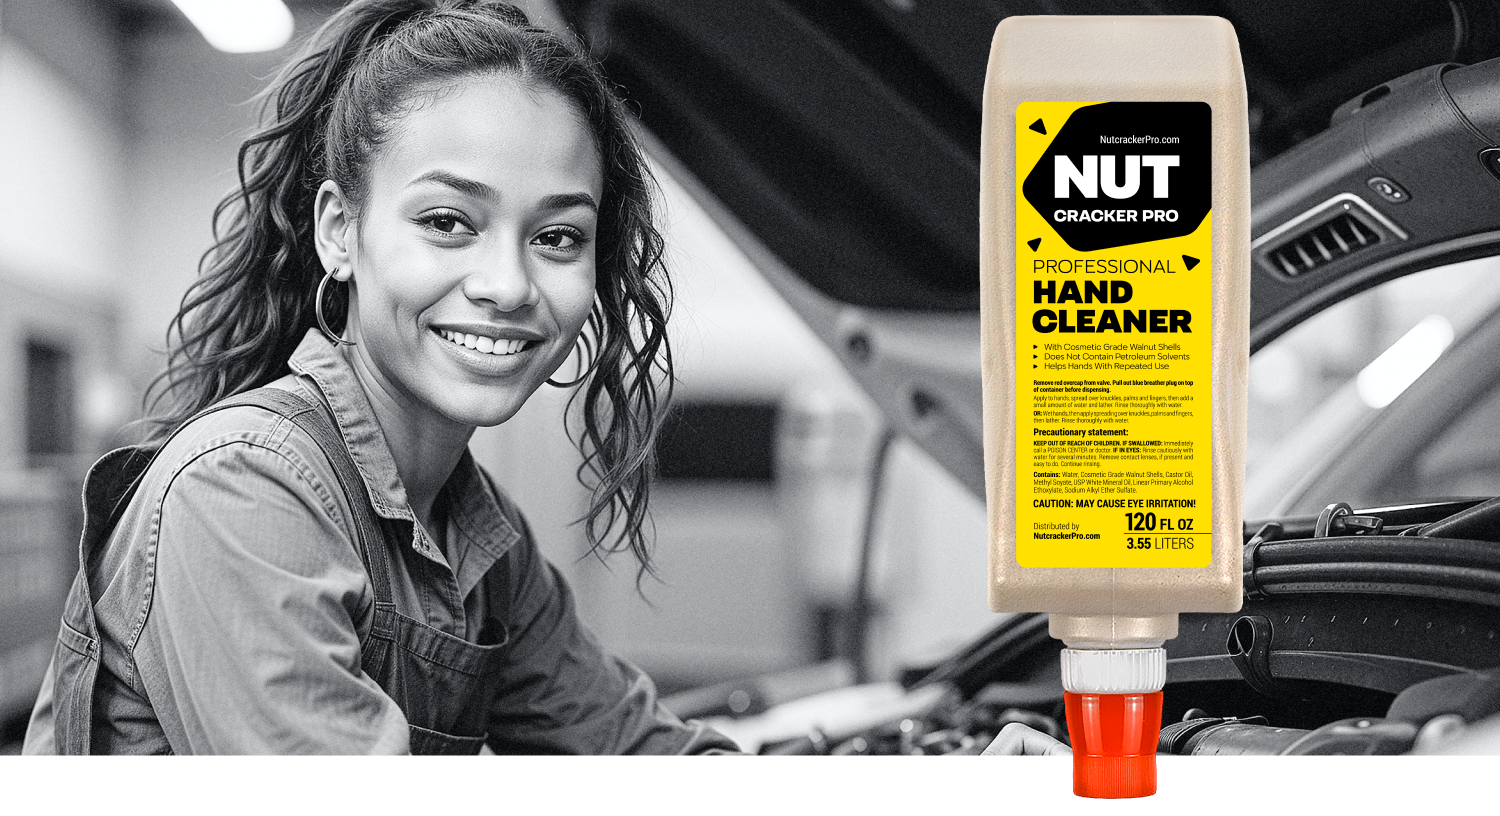 NutcrackerPro.com
NUT
CRACKER PRO
PROFESSIONAL
HAND
CLEANER
With Cosmetic Grade Walnut Shells
Does Not Contain Petroleum Solvents
Helps Hands With Repeated Use
Remove red overcap from valve. Pull out blue breather plug on top
of container before dispensing.
Apply to hands, spread over knuckles, palms and fingers, then add a
small amount of water and lather. Rinse thoroughly with water.
OR: Wet hands, then apply spreading over knuckles, palms and fingers,
then lather. Rinse thoroughly with water.
Precautionary statement:
KEEP OUT OF REACH OF CHILDREN. IF SWALLOWED: Immediately
call a POISON CENTER or doctor. IF IN EYES: Rinse cautiously with
water for several minutes. Remove contact lenses, if present and
easy to do. Continue rinsing.
Contains: Water, Cosmetic Grade Walnut Shells, Castor Oil,
Methyl Soyate, USP White Mineral Oil, Linear Primary Alcohol
Ethoxylate, Sodium Alkyl Ether Sulfate.
CAUTION: MAY CAUSE EYE IRRITATION!
Distributed by
NutcrackerPro.com
120 FL OZ
3.55 LITERS